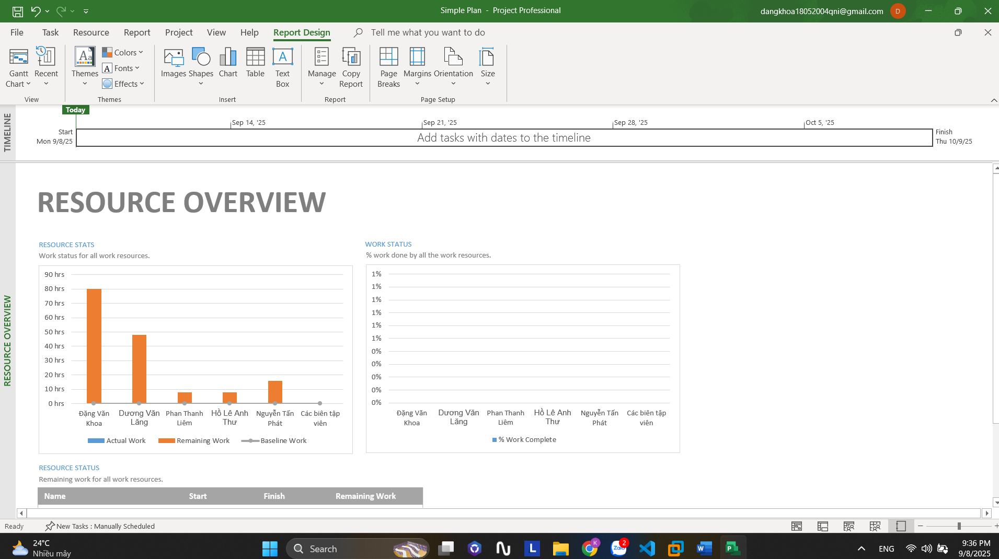 Simple Plan - Project Professional
dangkhoa18052004qni@gmail.com
D
File Task Resource Report Project View Help Report Design Tell me what you want to do
Gantt Chart
Recent
Themes
Colors
Fonts
Effects
Images
Shapes
Chart
Table
Text Box
Manage
Copy Report
Page Breaks
Margins
Orientation
Size
View
Themes
Insert
Report
Page Setup
TIMELINE
Today
Sep 14, '25
Sep 21, '25
Sep 28, '25
Oct 5, '25
Start
Mon 9/8/25
Add tasks with dates to the timeline
Finish
Thu 10/9/25
RESOURCE OVERVIEW
RESOURCE OVERVIEW
RESOURCE STATS
Work status for all work resources.
90 hrs
80 hrs
70 hrs
60 hrs
50 hrs
40 hrs
30 hrs
20 hrs
10 hrs
0 hrs
Đặng Văn Khoa
Dương Văn Lãng
Phan Thanh Liêm
Hồ Lê Anh Thư
Nguyễn Tấn Phát
Các biên tập viên
Actual Work
Remaining Work
Baseline Work
WORK STATUS
% work done by all the work resources.
1%
1%
1%
1%
1%
1%
0%
0%
0%
0%
0%
Đặng Văn Khoa
Dương Văn Lãng
Phan Thanh Liêm
Hồ Lê Anh Thư
Nguyễn Tấn Phát
Các biên tập viên
% Work Complete
RESOURCE STATUS
Remaining work for all work resources.
Name Start Finish Remaining Work
Ready
New Tasks : Manually Scheduled
24°C
Nhiều mây
Search
L
K
Zalo
2
W
P
ENG
9:36 PM
9/8/2025